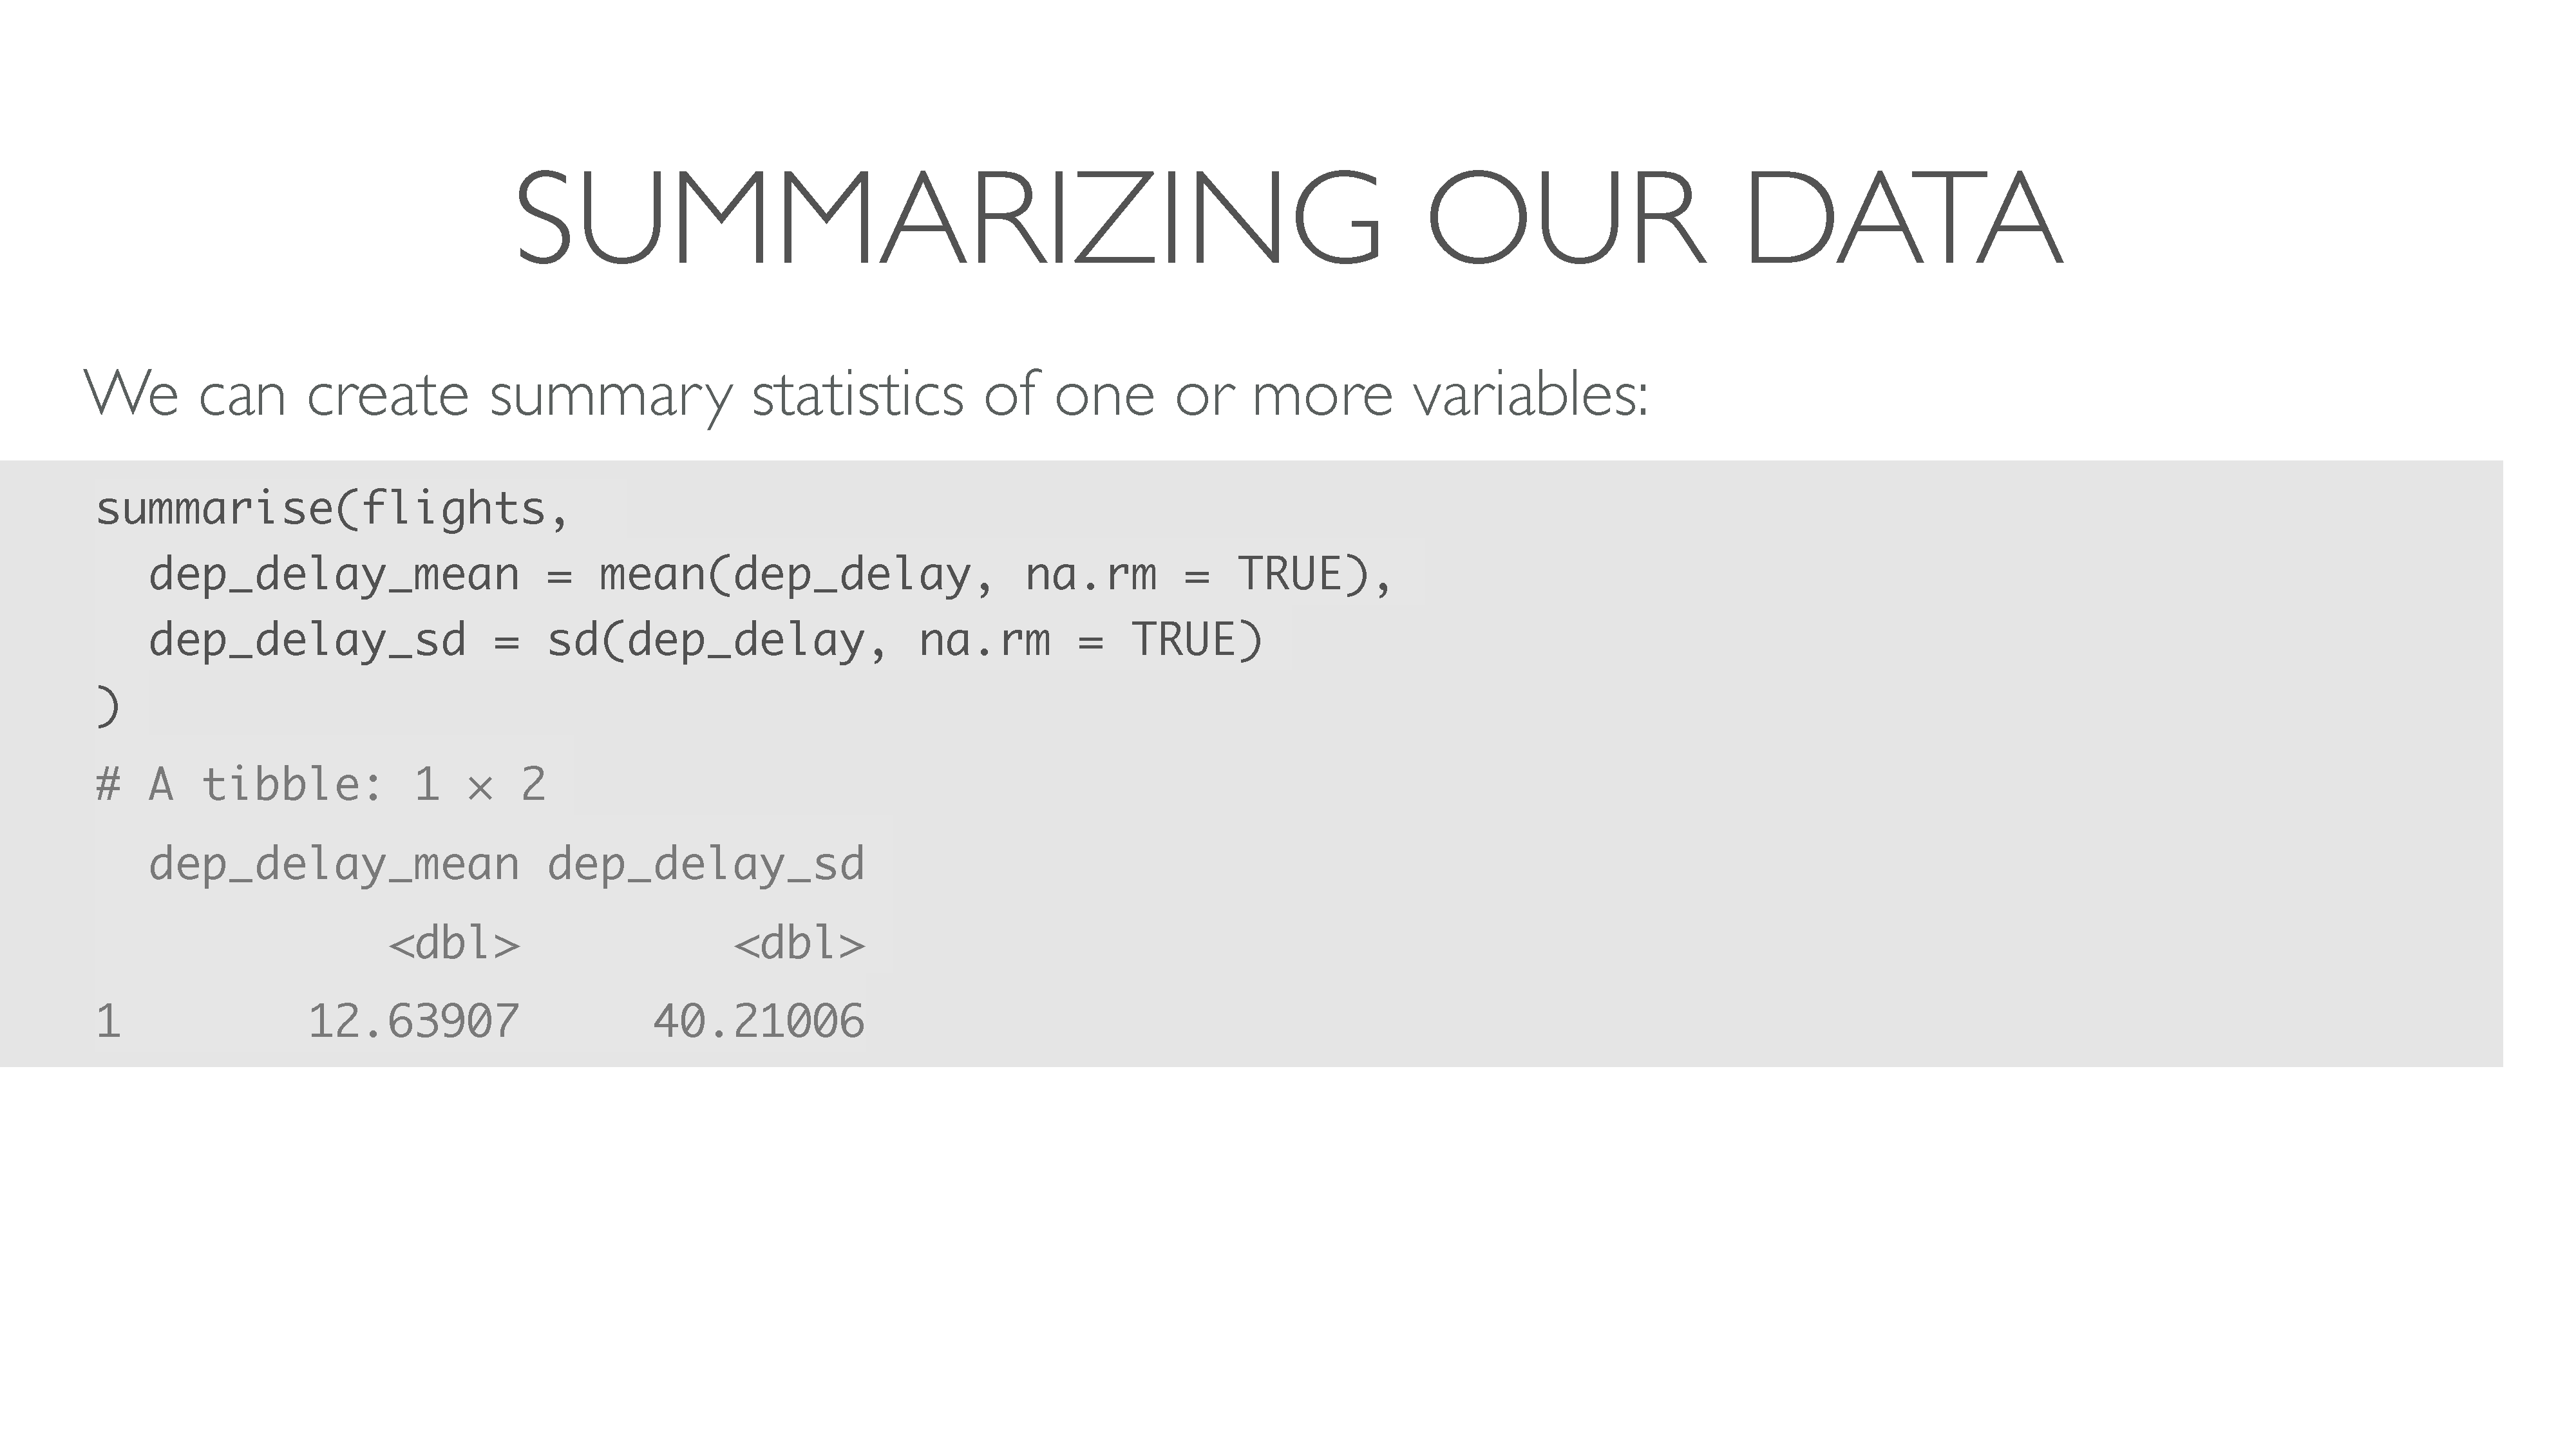 SUMMARIZING OUR DATA
We can create summary statistics of one or more variables:
summarise(flights,
  dep_delay_mean = mean(dep_delay, na.rm = TRUE),
  dep_delay_sd = sd(dep_delay, na.rm = TRUE)
)
# A tibble: 1 × 2
  dep_delay_mean dep_delay_sd
           <dbl>        <dbl>
1       12.63907     40.21006